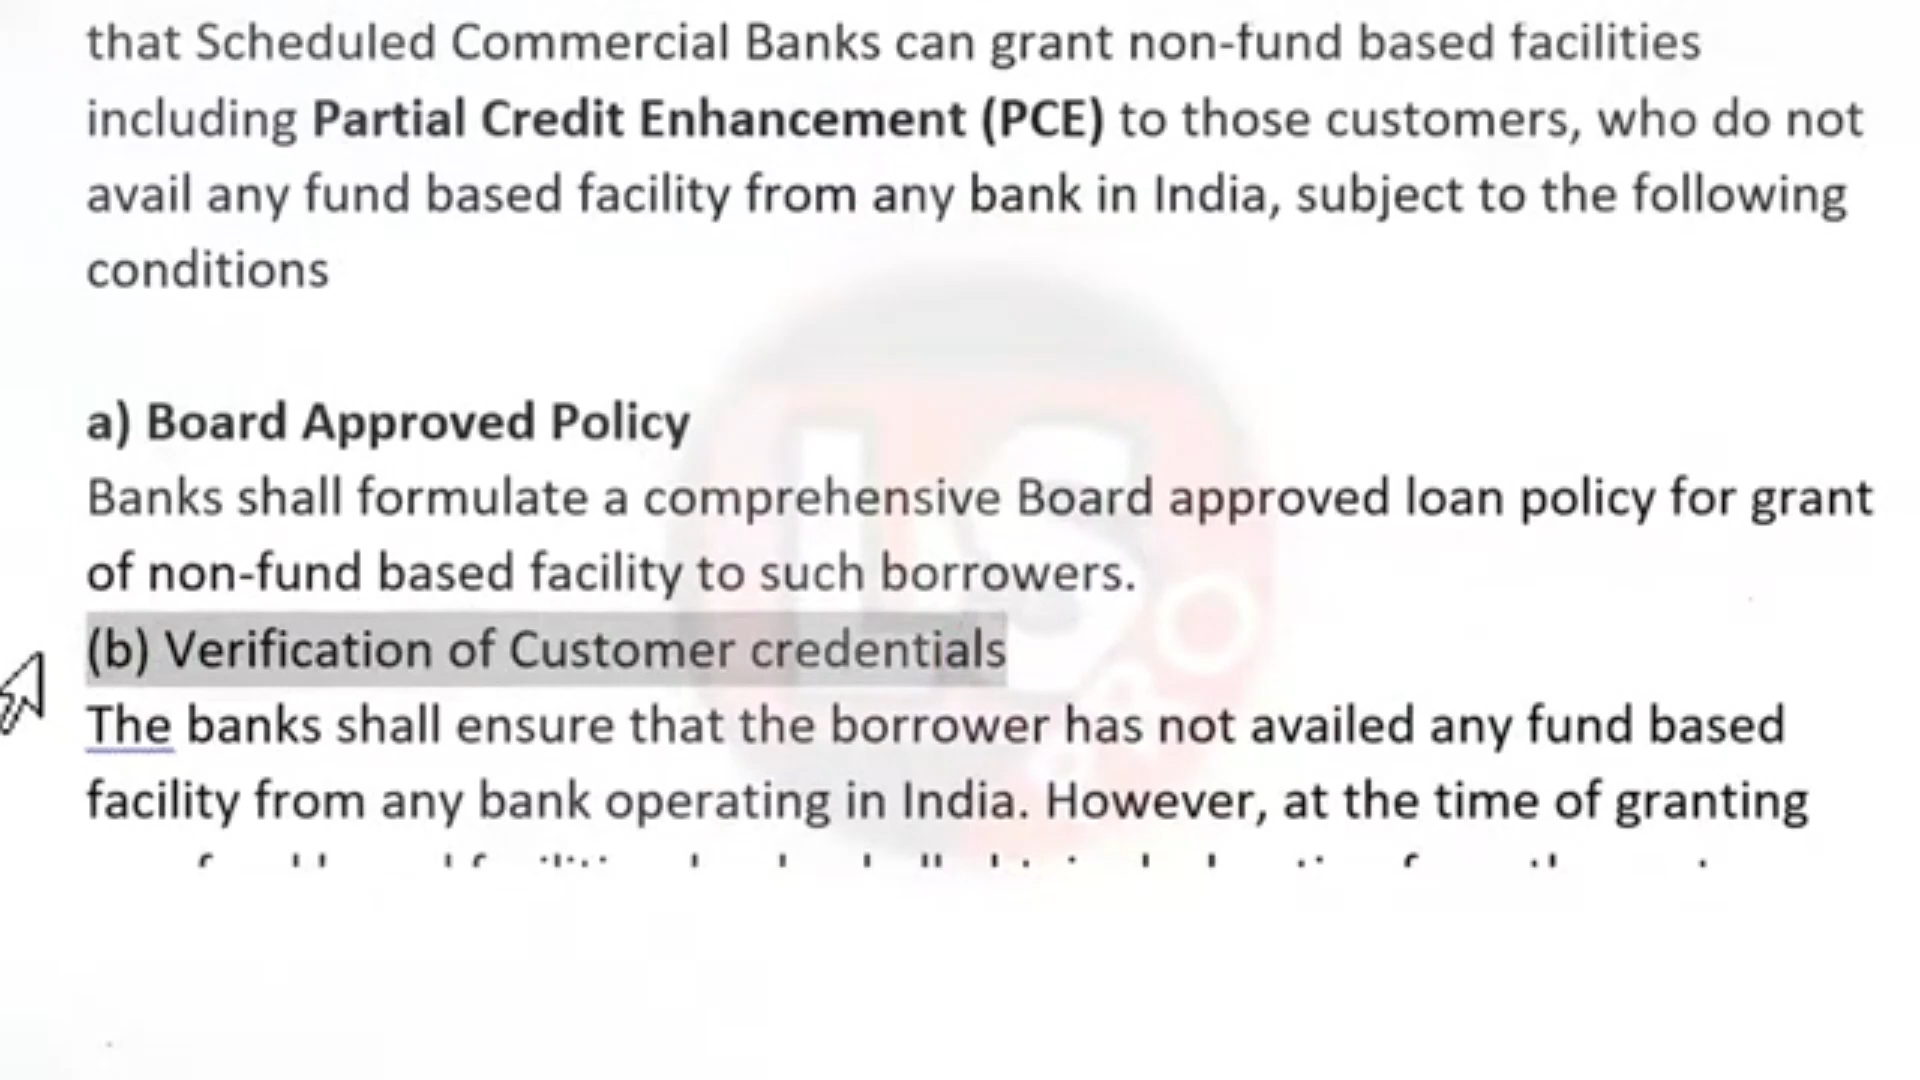 that Scheduled Commercial Banks can grant non-fund based facilities
including Partial Credit Enhancement (PCE) to those customers, who do not
avail any fund based facility from any bank in India, subject to the following
conditions
a) Board Approved Policy
Banks shall formulate a comprehensive Board approved loan policy for grant
of non-fund based facility to such borrowers.
(b) Verification of Customer credentials
The banks shall ensure that the borrower has not availed any fund based
facility from any bank operating in India. However, at the time of granting
LS
PRO